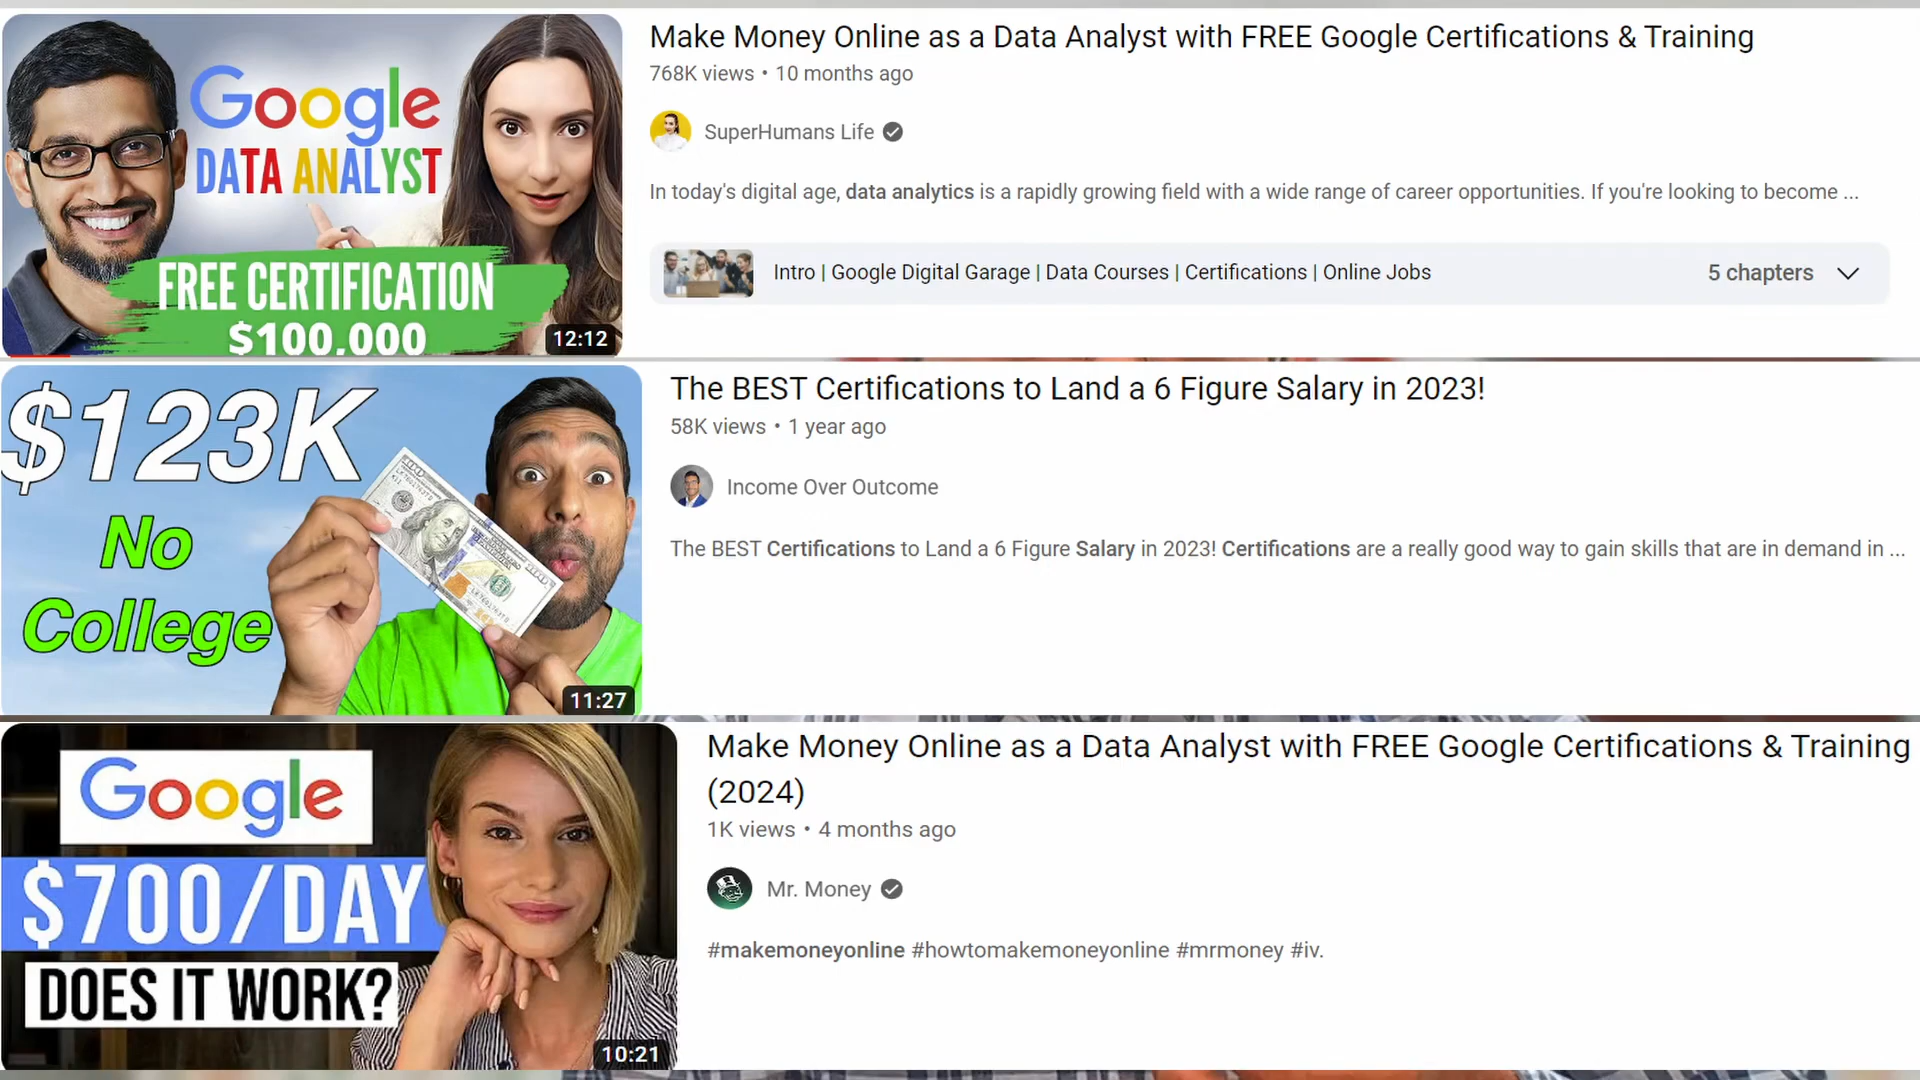 Google
DATA ANALYST
FREE CERTIFICATION
$100,000
12:12
Make Money Online as a Data Analyst with FREE Google Certifications & Training
768K views • 10 months ago
SuperHumans Life
In today's digital age, data analytics is a rapidly growing field with a wide range of career opportunities. If you're looking to become ...
Intro | Google Digital Garage | Data Courses | Certifications | Online Jobs
5 chapters
$123K
No
College
11:27
The BEST Certifications to Land a 6 Figure Salary in 2023!
58K views • 1 year ago
Income Over Outcome
The BEST Certifications to Land a 6 Figure Salary in 2023! Certifications are a really good way to gain skills that are in demand in ...
Google
$700/DAY
DOES IT WORK?
10:21
Make Money Online as a Data Analyst with FREE Google Certifications & Training
(2024)
1K views • 4 months ago
Mr. Money
#makemoneyonline #howtomakemoneyonline #mrmoney #iv.